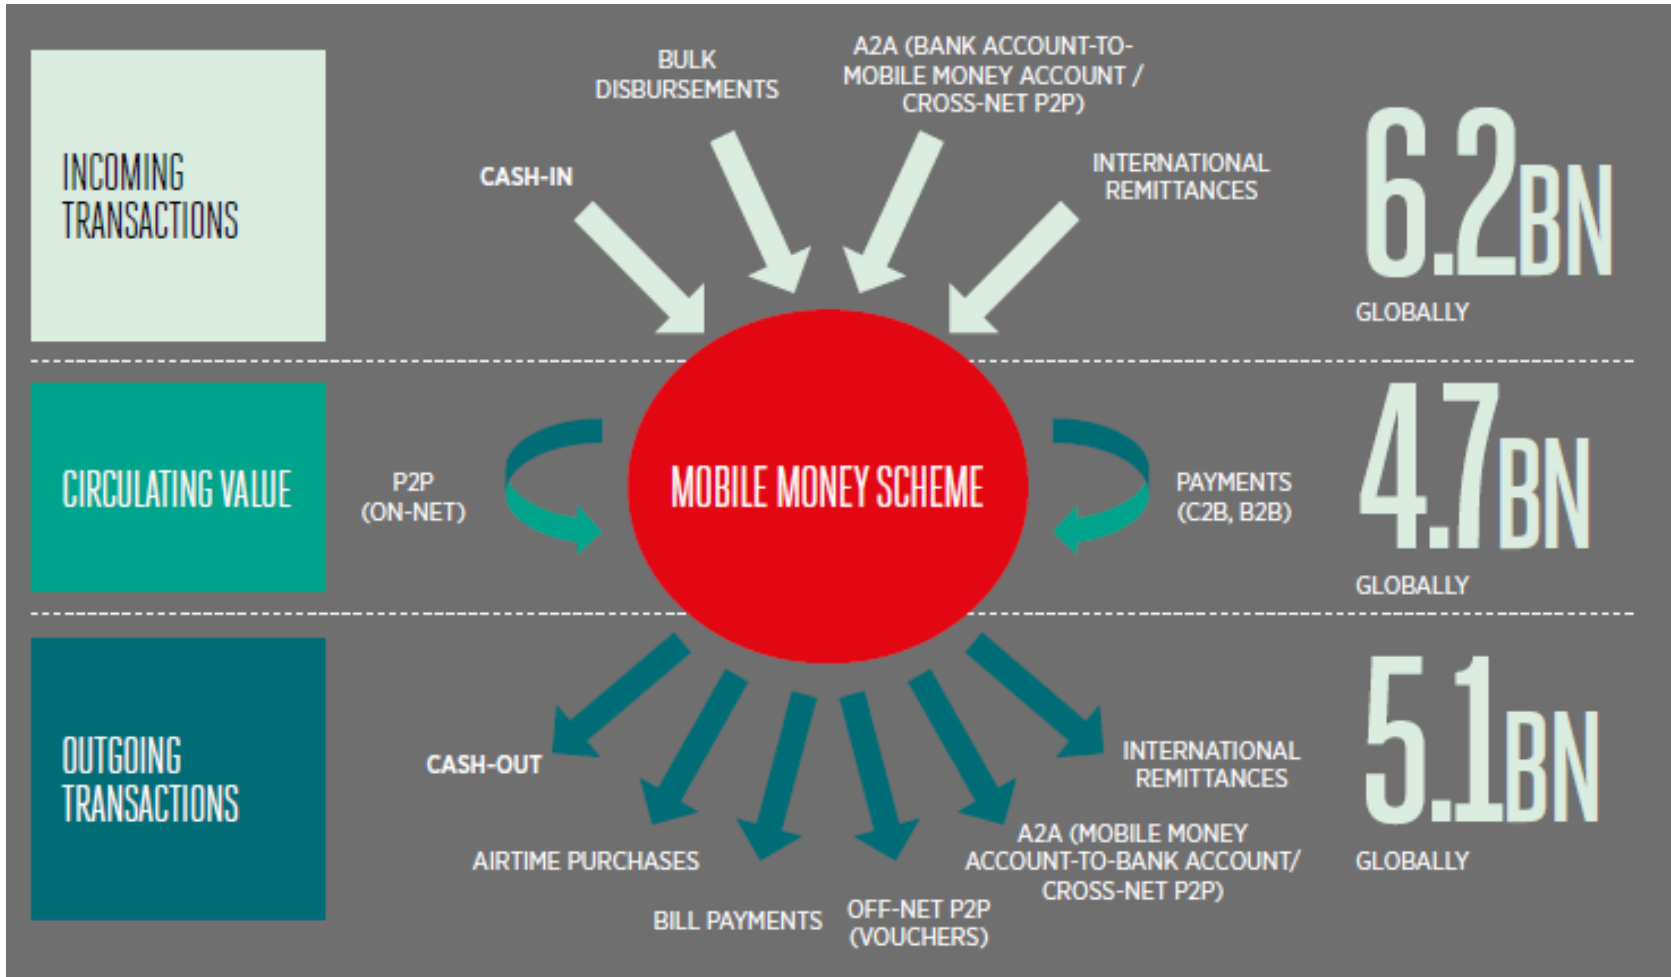 INCOMING
TRANSACTIONS
CASH-IN
BULK
DISBURSEMENTS
A2A (BANK ACCOUNT-TO-
MOBILE MONEY ACCOUNT /
CROSS-NET P2P)
INTERNATIONAL
REMITTANCES
6.2BN
GLOBALLY
CIRCULATING VALUE
P2P
(ON-NET)
MOBILE MONEY SCHEME
PAYMENTS
(C2B, B2B)
4.7BN
GLOBALLY
OUTGOING
TRANSACTIONS
CASH-OUT
AIRTIME PURCHASES
BILL PAYMENTS
OFF-NET P2P
(VOUCHERS)
A2A (MOBILE MONEY
ACCOUNT-TO-BANK ACCOUNT/
CROSS-NET P2P)
INTERNATIONAL
REMITTANCES
5.1BN
GLOBALLY